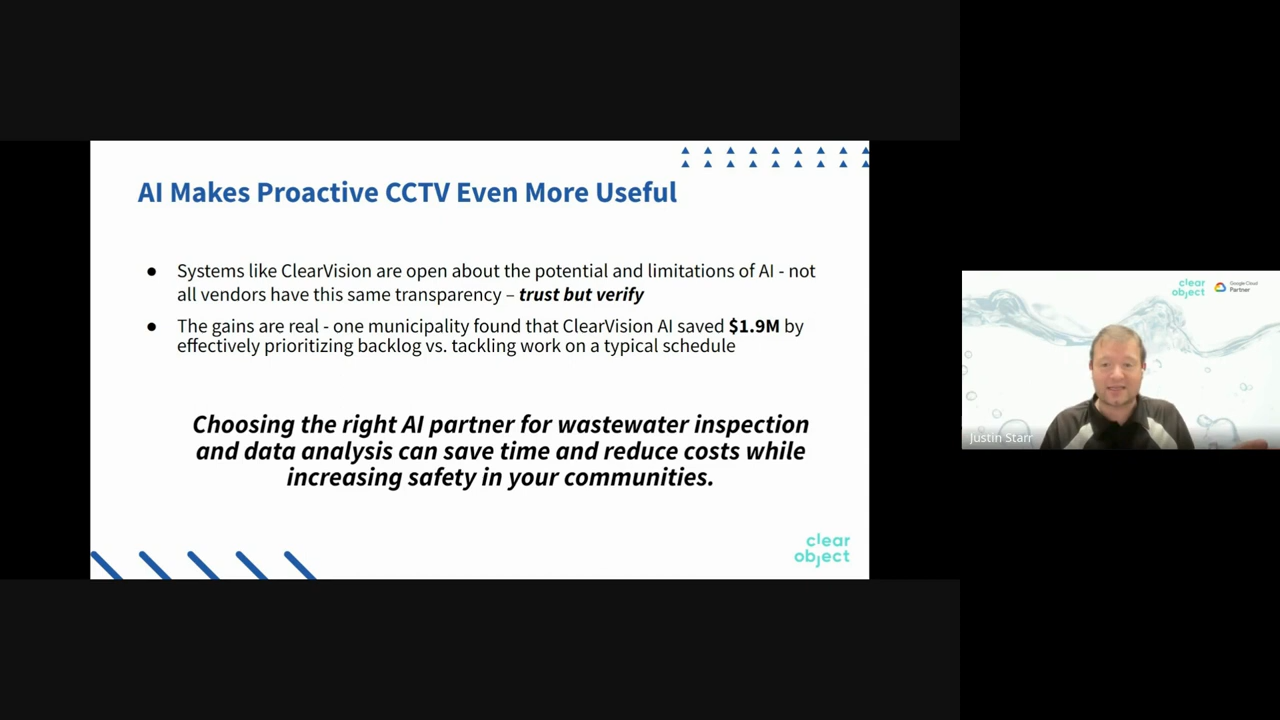 AI Makes Proactive CCTV Even More Useful
● Systems like ClearVision are open about the potential and limitations of AI - not
all vendors have this same transparency – trust but verify
● The gains are real - one municipality found that ClearVision AI saved $1.9M by
effectively prioritizing backlog vs. tackling work on a typical schedule
Choosing the right AI partner for wastewater inspection
and data analysis can save time and reduce costs while
increasing safety in your communities.
clear
object
clear
object
Google Cloud
Partner
Justin Starr